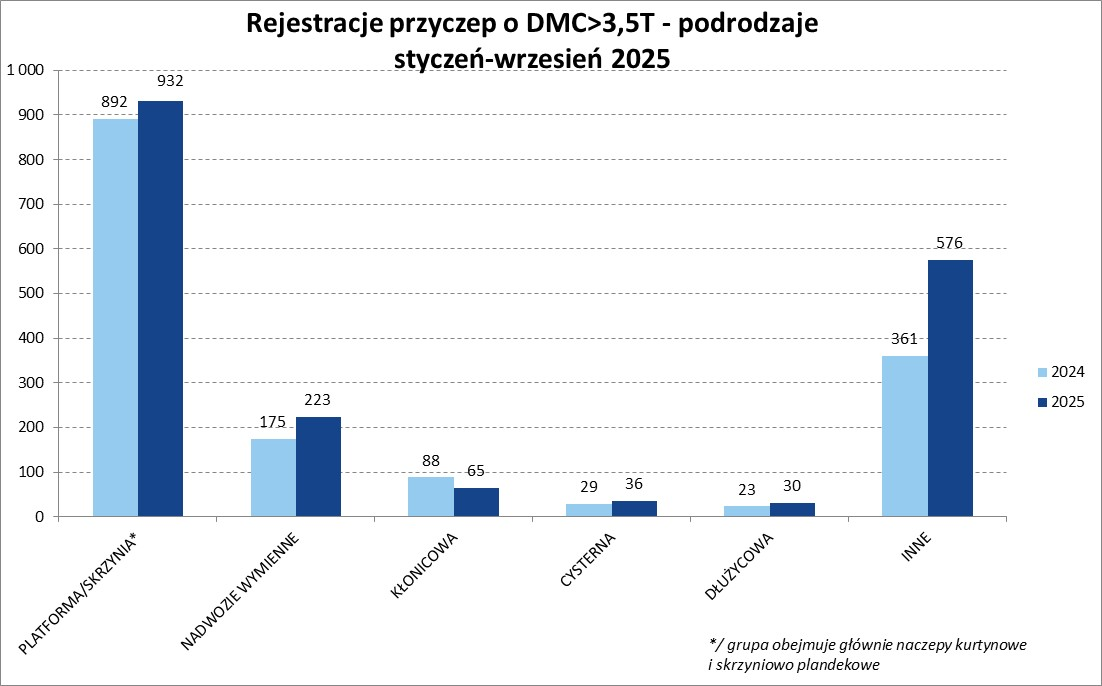 Rejestracje przyczep o DMC>3,5T - podrodzaje
styczeń-wrzesień 2025
1 000
900
800
700
600
500
400
300
200
100
0
892
932
175
223
88
65
29
36
23
30
361
576
PLATFORMA/SKRZYNIA*
NADWOZIE WYMIENNE
KŁONICOWA
CYSTERNA
DŁUŻYCOWA
INNE
2024
2025
*/ grupa obejmuje głównie naczepy kurtynowe
i skrzyniowo plandekowe